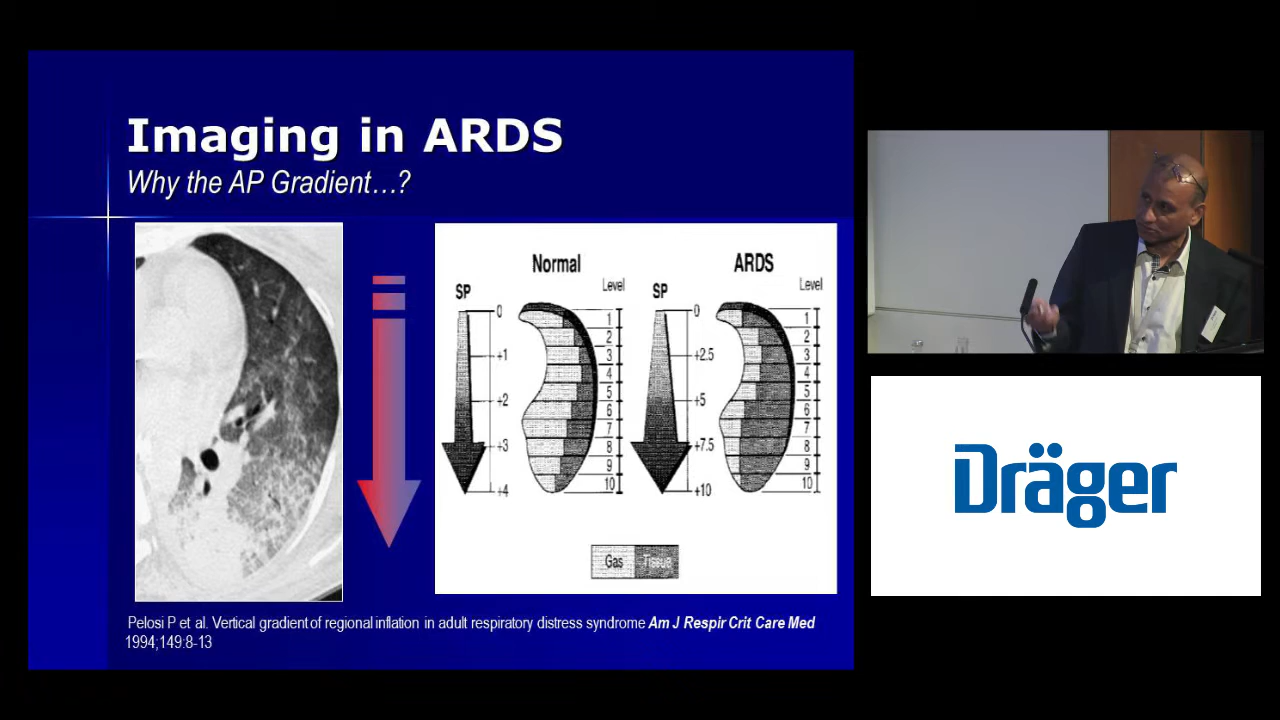 Imaging in ARDS
Why the AP Gradient…?
Normal
ARDS
SP
Level
SP
Level
0
+1
+2
+3
+4
1
2
3
4
5
6
7
8
9
10
0
+2.5
+5
+7.5
+10
1
2
3
4
5
6
7
8
9
10
Gas
Tissue
Pelosi P et al. Vertical gradient of regional inflation in adult respiratory distress syndrome Am J Respir Crit Care Med
1994;149:8-13
Dräger